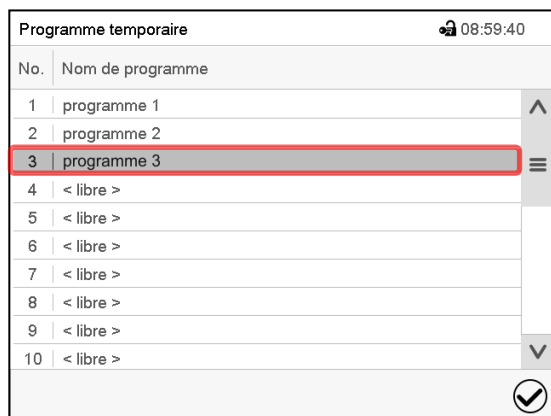 Programme temporaire 08:59:40
No. Nom de programme
1 programme 1
2 programme 2
3 programme 3
4 < libre >
5 < libre >
6 < libre >
7 < libre >
8 < libre >
9 < libre >
10 < libre >